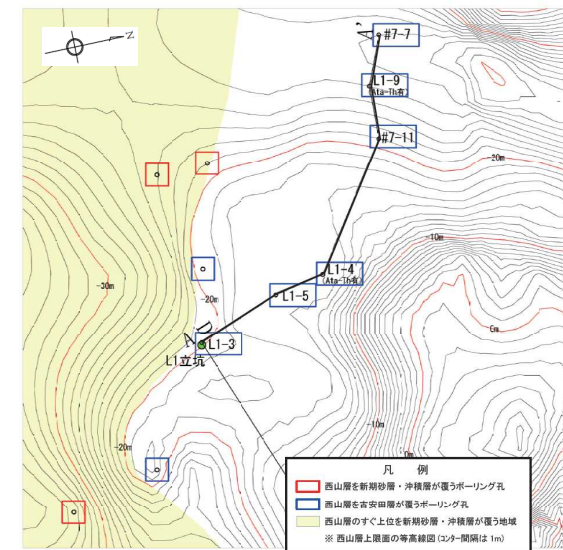 N
A'
#7-7
L1-9
(Ata-Th有)
#7-11
-20m
-10m
L1-4
(Ata-Th有)
-30m
-20m
L1-5
0m
A
D
L1-3
L1立坑
-10m
-20m
0m
凡 例
西山層を新期砂層・沖積層が覆うボーリング孔
西山層を古安田層が覆うボーリング孔
西山層のすぐ上位を新期砂層・沖積層が覆う地域
※ 西山層上限面の等高線図(コンター間隔は 1m)